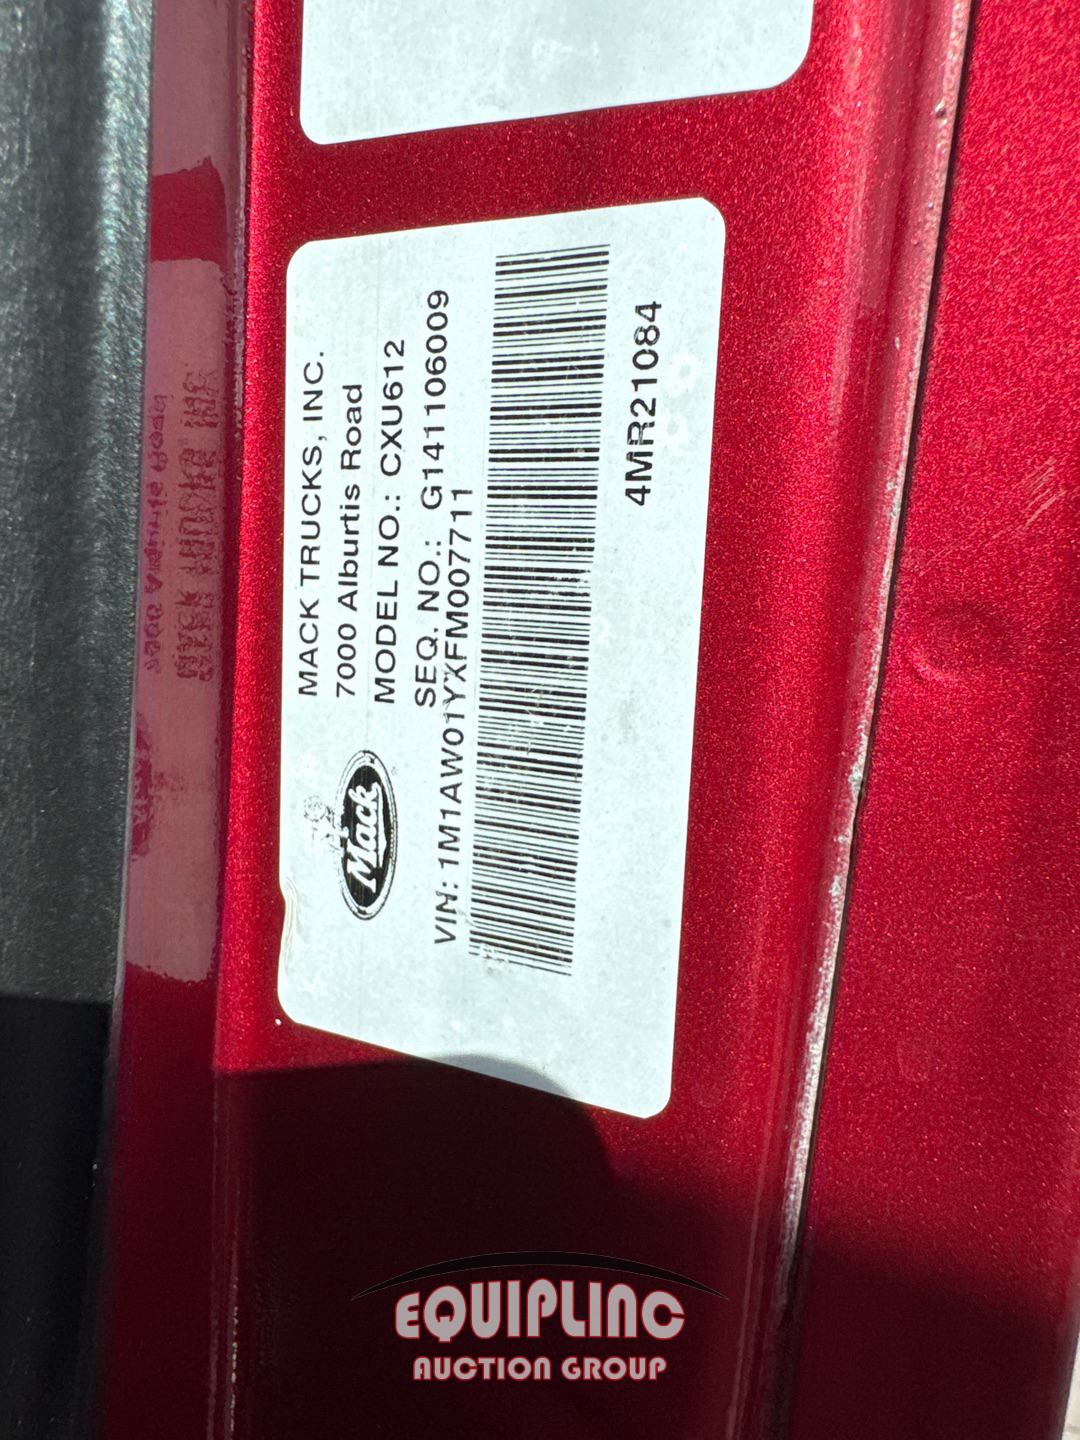 MACK TRUCKS, INC.
7000 Alburtis Road
MODEL NO.: CXU612
SEQ. NO.: G141106009
Mack
VIN: 1M1AW01YXFM007711
4MR21084
EQUIPLINC
AUCTION GROUP